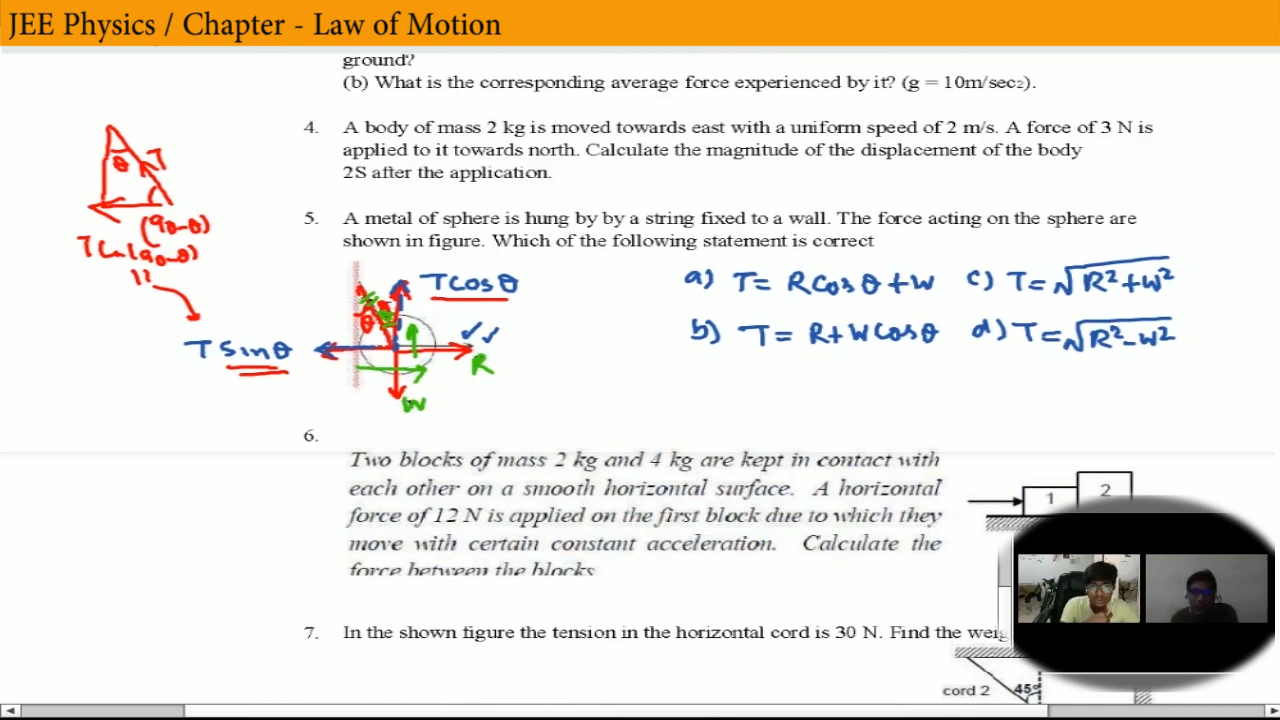 JEE Physics / Chapter - Law of Motion
ground?
(b) What is the corresponding average force experienced by it? (g = 10m/sec2).
4. A body of mass 2 kg is moved towards east with a uniform speed of 2 m/s. A force of 3 N is
applied to it towards north. Calculate the magnitude of the displacement of the body
2S after the application.
5. A metal of sphere is hung by by a string fixed to a wall. The force acting on the sphere are
shown in figure. Which of the following statement is correct
θ T
(90-θ)
T cos(90-θ)
||
T sinθ
T cosθ
θ
R
W
a) T = R cosθ + W c) T = √R² + W²
b) T = R + W cosθ d) T = √R² - W²
6.
Two blocks of mass 2 kg and 4 kg are kept in contact with
each other on a smooth horizontal surface. A horizontal
force of 12 N is applied on the first block due to which they
move with certain constant acceleration. Calculate the
force between the blocks
1 2
7. In the shown figure the tension in the horizontal cord is 30 N. Find the
cord 2 45°